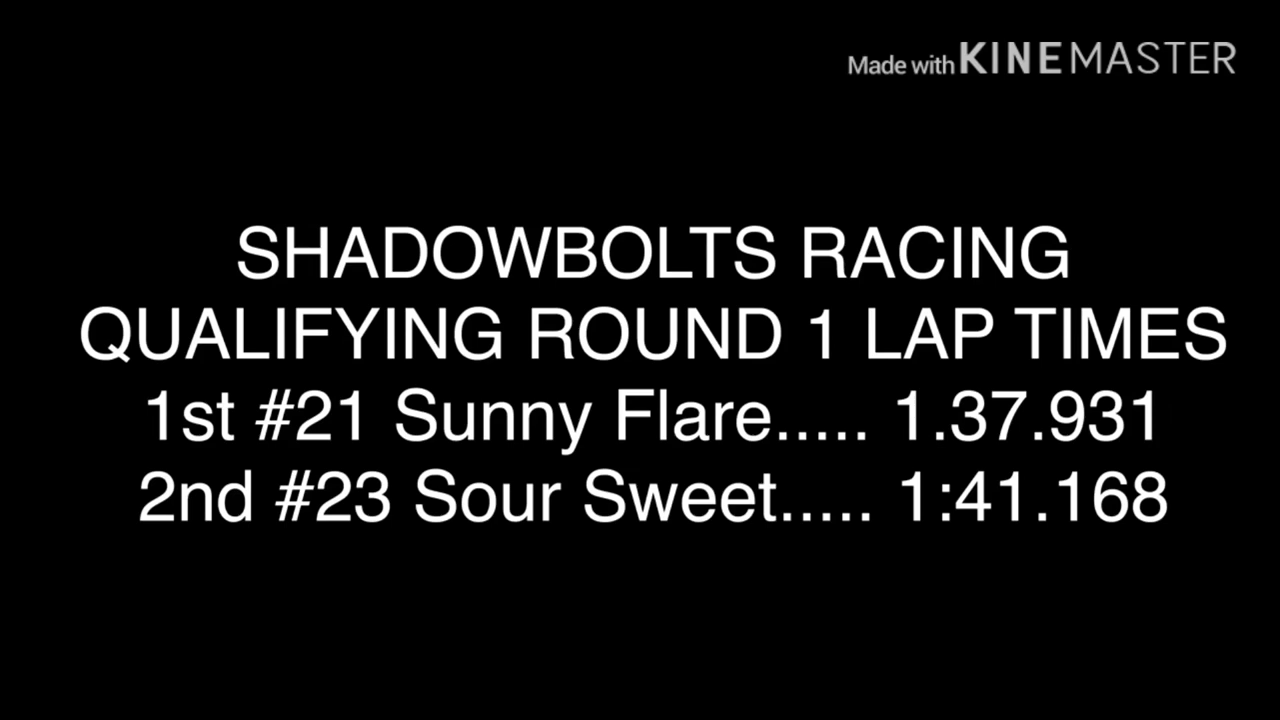 Made with KINEMASTER
SHADOWBOLTS RACING
QUALIFYING ROUND 1 LAP TIMES
1st #21 Sunny Flare..... 1.37.931
2nd #23 Sour Sweet..... 1:41.168